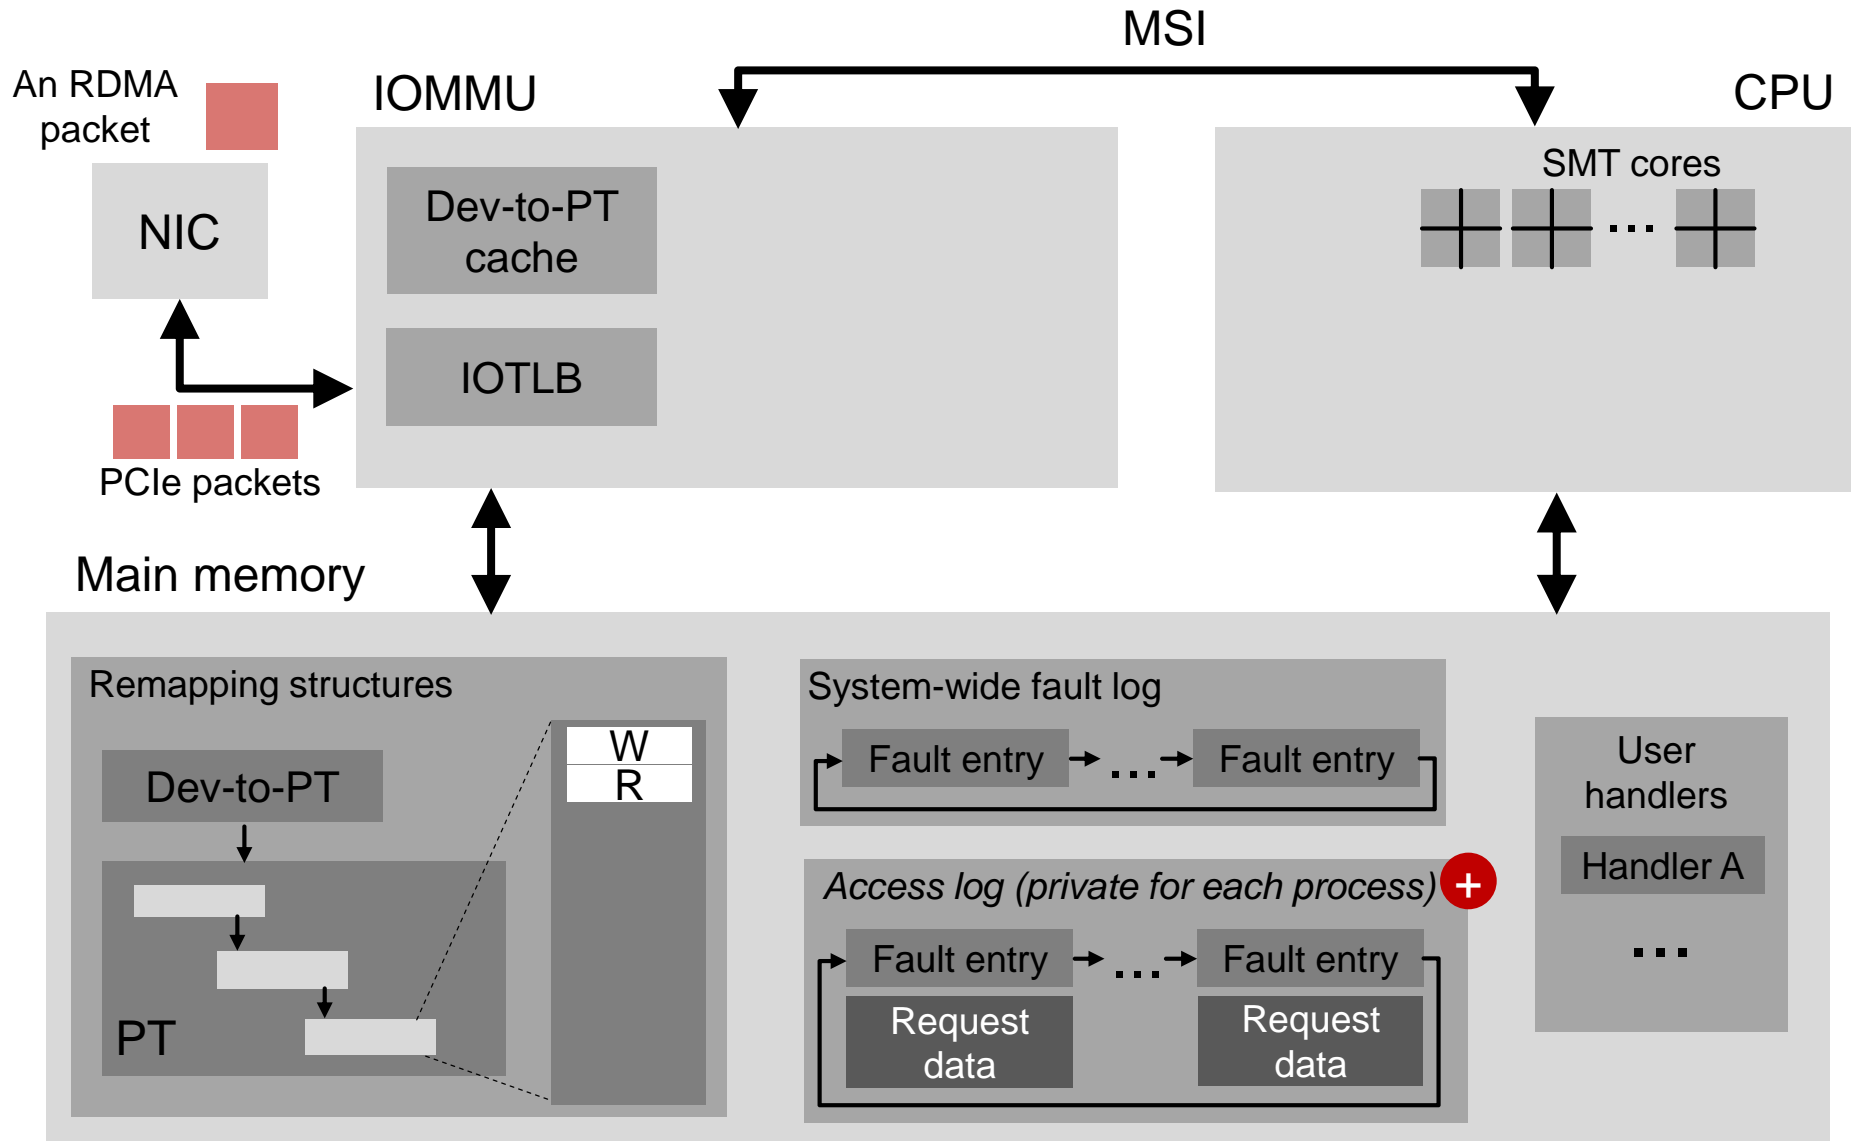 MSI
An RDMA
packet
IOMMU
CPU
NIC
Dev-to-PT
cache
SMT cores
...
IOTLB
PCIe packets
Main memory
Remapping structures
W
R
Dev-to-PT
PT
System-wide fault log
Fault entry
...
Fault entry
Access log (private for each process)
+
Fault entry
...
Fault entry
Request
data
Request
data
User
handlers
Handler A
...